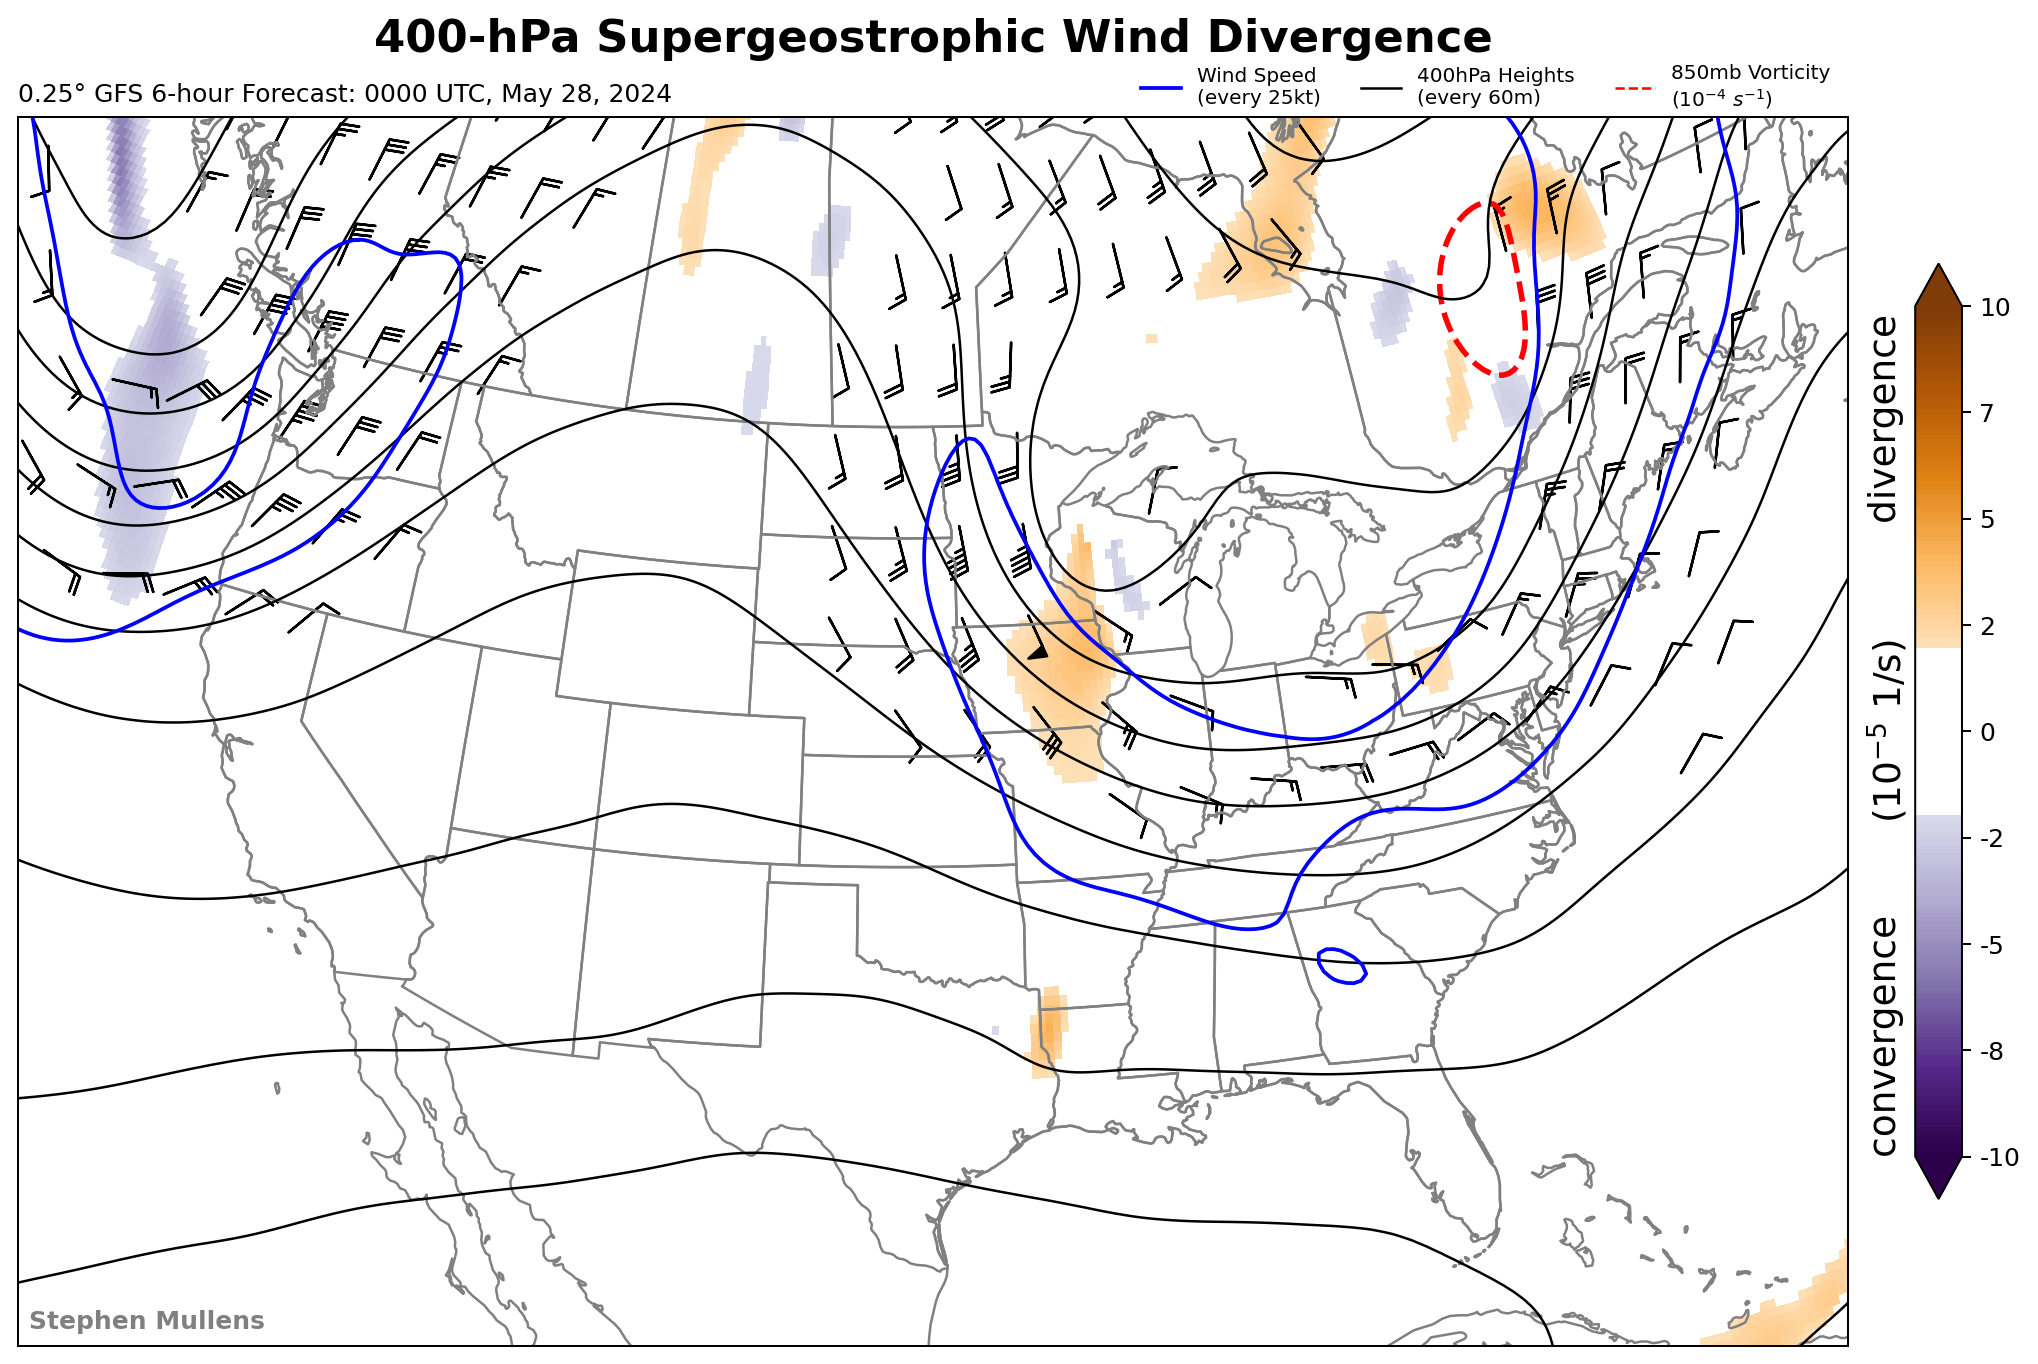 400-hPa Supergeostrophic Wind Divergence
0.25° GFS 6-hour Forecast: 0000 UTC, May 28, 2024
Wind Speed
(every 25kt)
400hPa Heights
(every 60m)
850mb Vorticity
(10⁻⁴ s⁻¹)
10
7
5
2
0
-2
-5
-8
-10
convergence (10⁻⁵ 1/s) divergence
Stephen Mullens